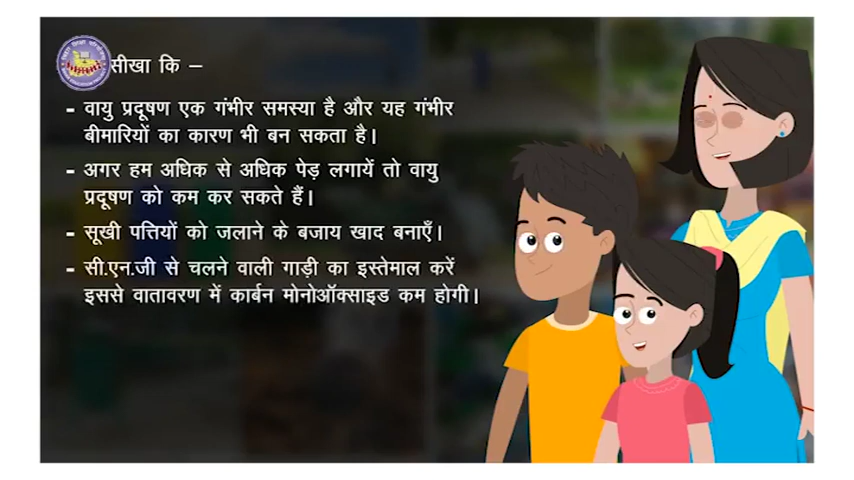 सीखा कि –
- वायु प्रदूषण एक गंभीर समस्या है और यह गंभीर
बीमारियों का कारण भी बन सकता है।
- अगर हम अधिक से अधिक पेड़ लगायें तो वायु
प्रदूषण को कम कर सकते हैं।
- सूखी पत्तियों को जलाने के बजाय खाद बनाएँ।
- सी.एन.जी से चलने वाली गाड़ी का इस्तेमाल करें
इससे वातावरण में कार्बन मोनोऑक्साइड कम होगी।